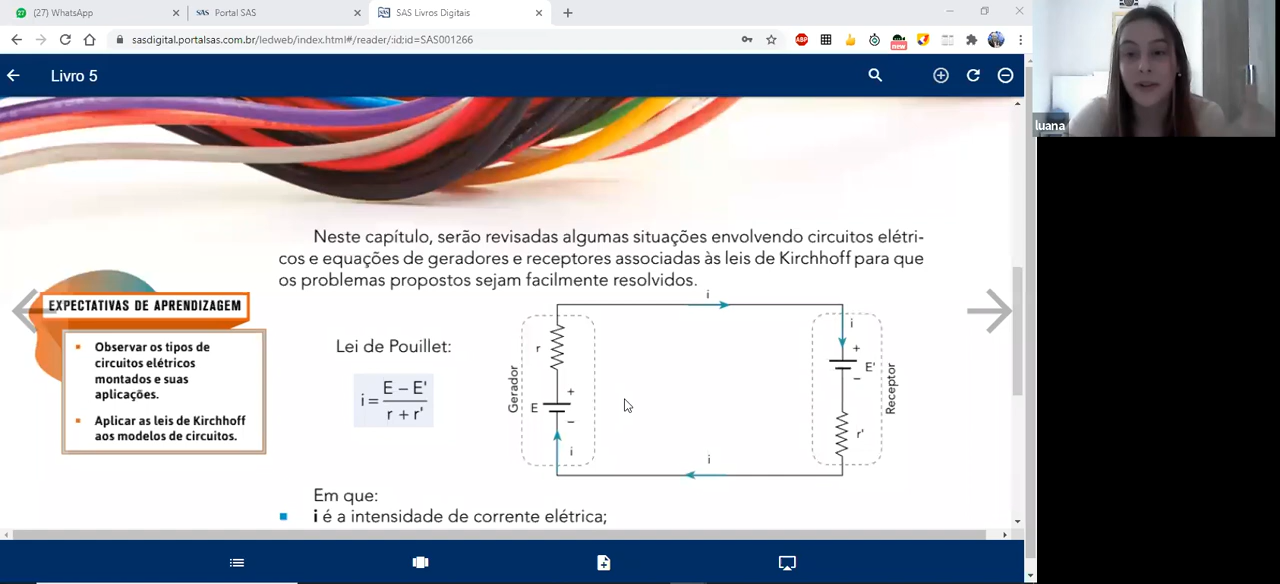 (27) WhatsApp
SAS Portal SAS
SAS Livros Digitais
sasdigital.portalsas.com.br/ledweb/index.html#/reader/:id;id=SAS001266
ABP
new
Livro 5
luana
Neste capítulo, serão revisadas algumas situações envolvendo circuitos elétri-
cos e equações de geradores e receptores associadas às leis de Kirchhoff para que
os problemas propostos sejam facilmente resolvidos.
EXPECTATIVAS DE APRENDIZAGEM
Observar os tipos de
circuitos elétricos
montados e suas
aplicações.
Aplicar as leis de Kirchhoff
aos modelos de circuitos.
Lei de Pouillet:
i = E – E'
r + r'
i
Gerador
r
+
E
–
i
i
+
E'
–
r'
Receptor
i
Em que:
i é a intensidade de corrente elétrica;